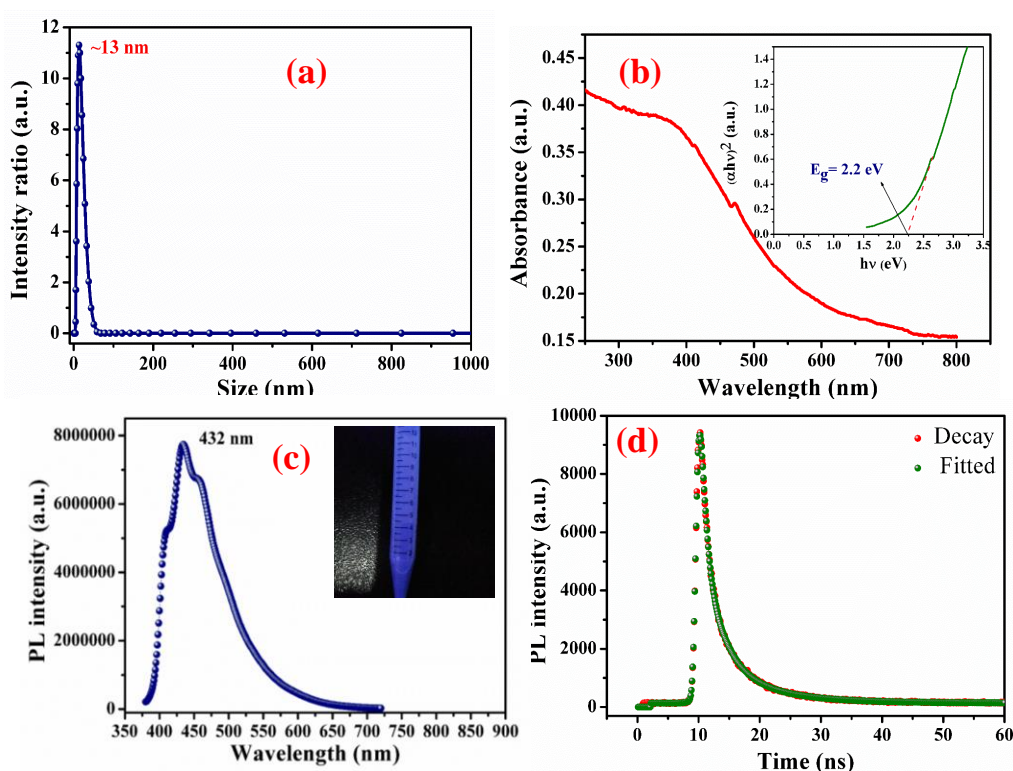 12
10
8
6
4
2
0
Intensity ratio (a.u.)
~13 nm
(a)
0 200 400 600 800 1000
Size (nm)
0.40
0.35
0.30
0.25
0.20
0.15
Absorbance (a.u.)
(b)
1.4
1.2
1.0
0.8
0.6
0.4
0.2
0.0
(αhν)² (a.u.)
Eg= 2.2 eV
0.0 0.5 1.0 1.5 2.0 2.5 3.0 3.5
hν (eV)
300 400 500 600 700 800
Wavelength (nm)
8000000
6000000
4000000
2000000
0
PL intensity (a.u.)
432 nm
(c)
350 400 450 500 550 600 650 700 750 800 850 900
Wavelength (nm)
10000
8000
6000
4000
2000
0
PL intensity (a.u.)
(d)
Decay
Fitted
0 10 20 30 40 50 60
Time (ns)